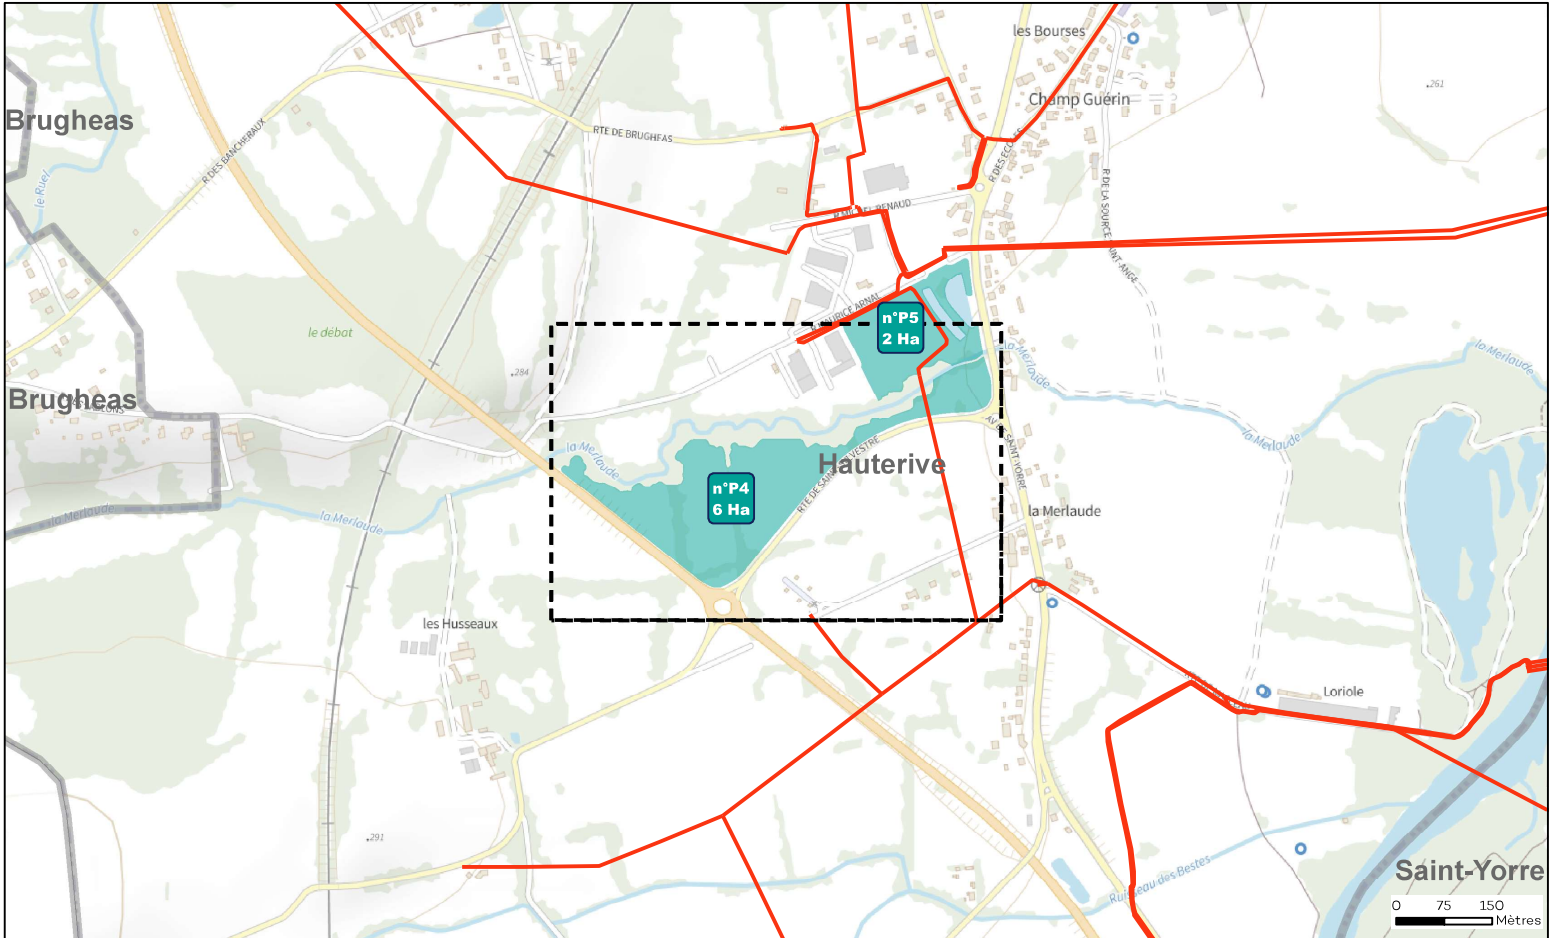 les Bourses
.261
Champ Guérin
Brugheas
RTE DE BRUGHEAS
R DES BANCHERAUX
R DES ECOLES
le Ruel
R DE LA SOURCE SAINT-ANGE
RENAUD
R MAURICE ARNAL
n°P5
2 Ha
le débat
la Merlaude
la Merlaude
.284
Brugheas
la Merlaude
la Merlaude
AV DE SAINT-YORRE
RTE DE SAINT-SYLVESTRE
Hauterive
n°P4
6 Ha
la Merlaude
la Merlaude
la Merlaude
les Husseaux
Loriole
.291
Ruisseau des Bestes
Saint-Yorre
0 75 150
Mètres